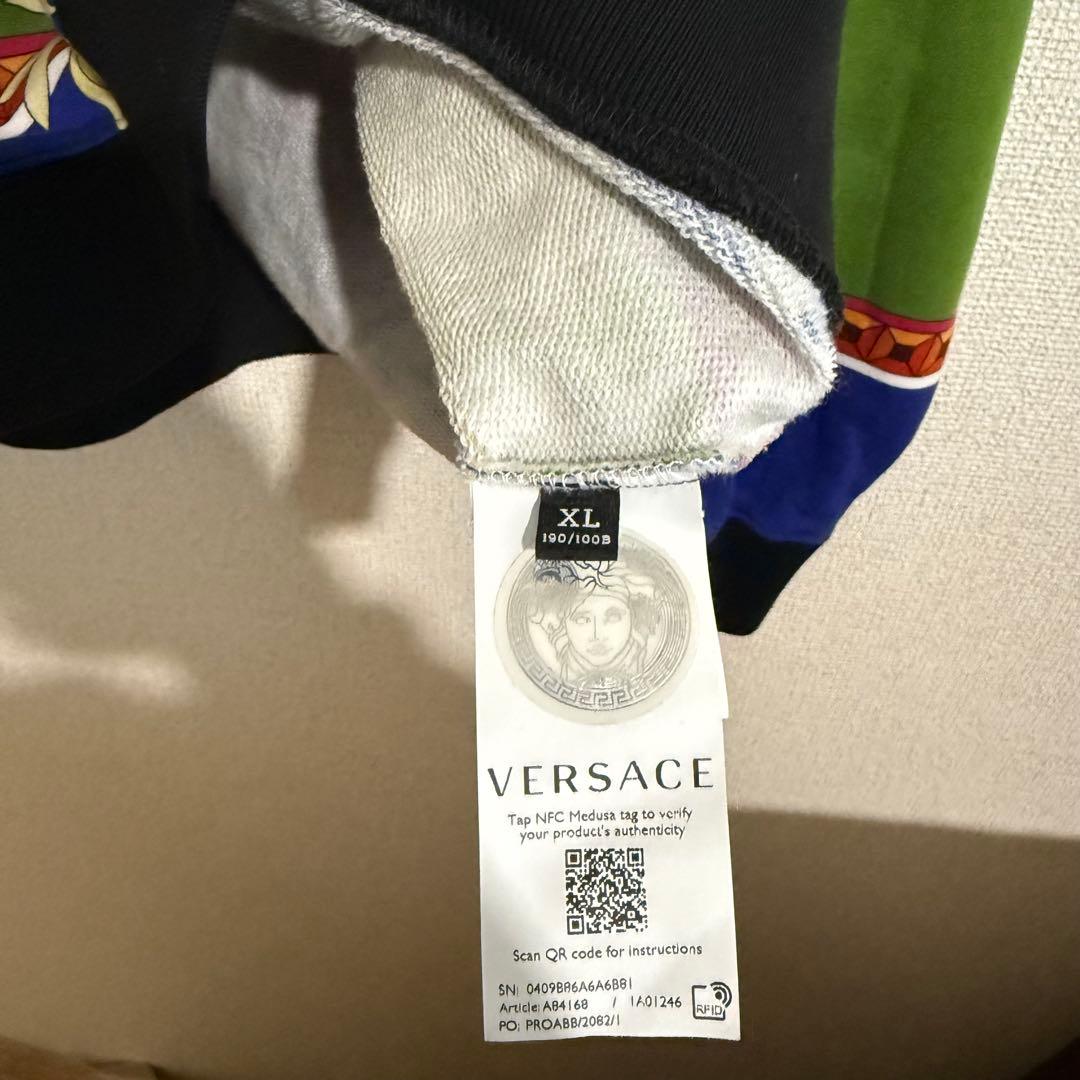 XL
190/100B
VERSACE
Tap NFC Medusa tag to verify
your product's authenticity
Scan QR code for instructions
SN: 0409BB6A6A6B81
Article: A84168 / 1A01246
PO: PROABB/2082/1
RFID